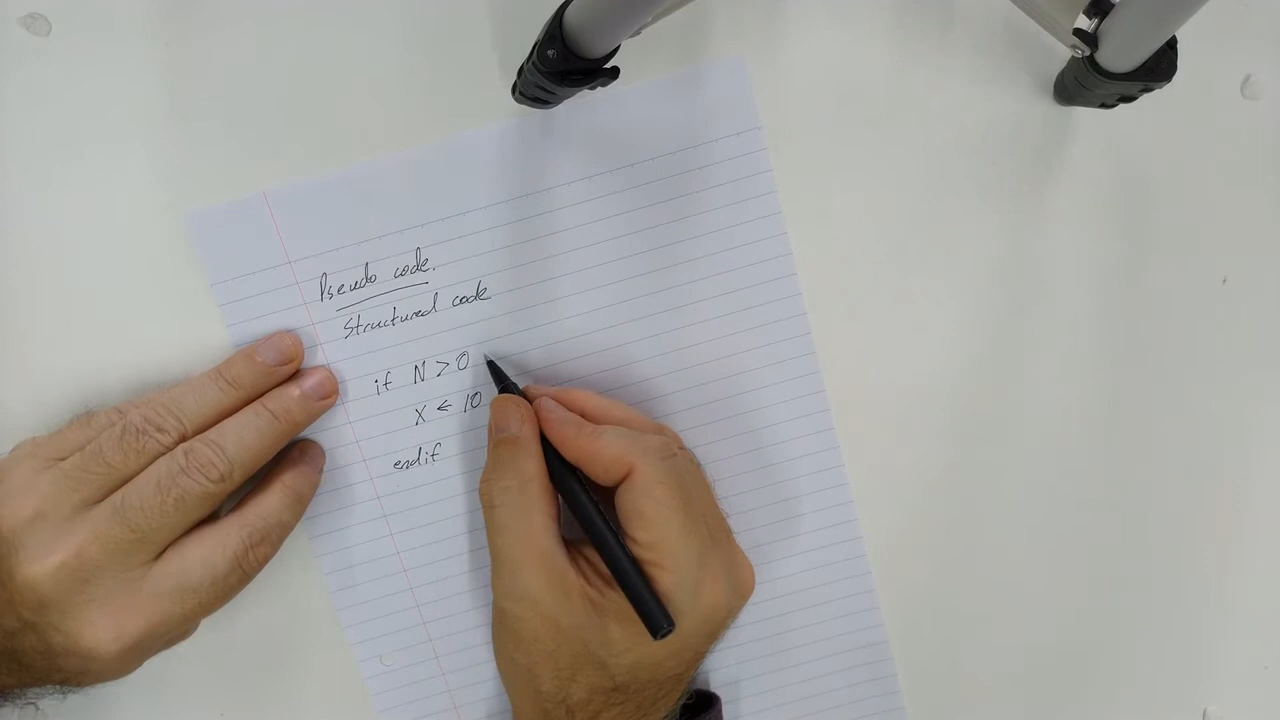 Pseudo code.
Structured code
if N > 0
X ← 10
endif